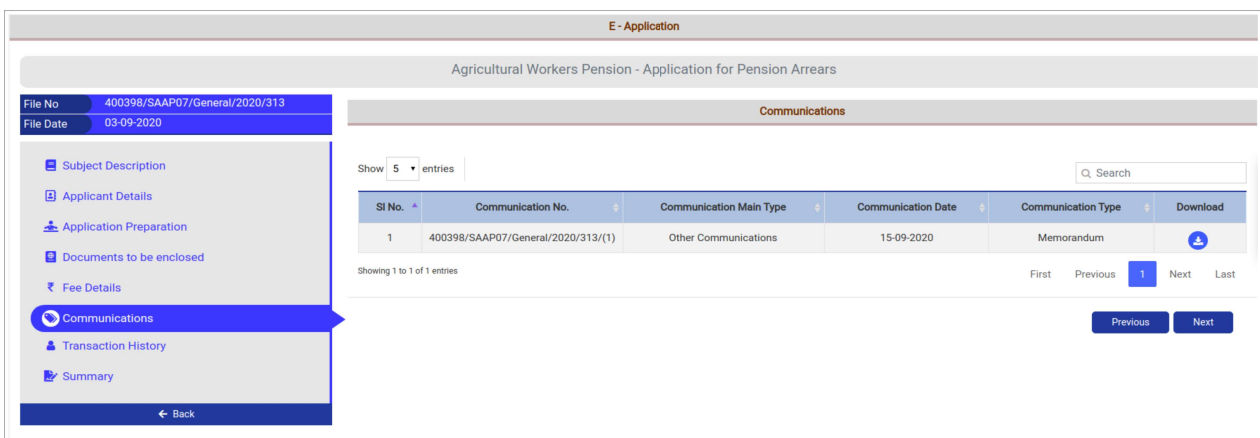 E - Application
Agricultural Workers Pension - Application for Pension Arrears
File No 400398/SAAP07/General/2020/313
File Date 03-09-2020
Subject Description
Applicant Details
Application Preparation
Documents to be enclosed
₹ Fee Details
Communications
Transaction History
Summary
← Back
Communications
Show 5 entries
Search
Sl No. Communication No. Communication Main Type Communication Date Communication Type Download
1 400398/SAAP07/General/2020/313/(1) Other Communications 15-09-2020 Memorandum
Showing 1 to 1 of 1 entries
First Previous 1 Next Last
Previous Next